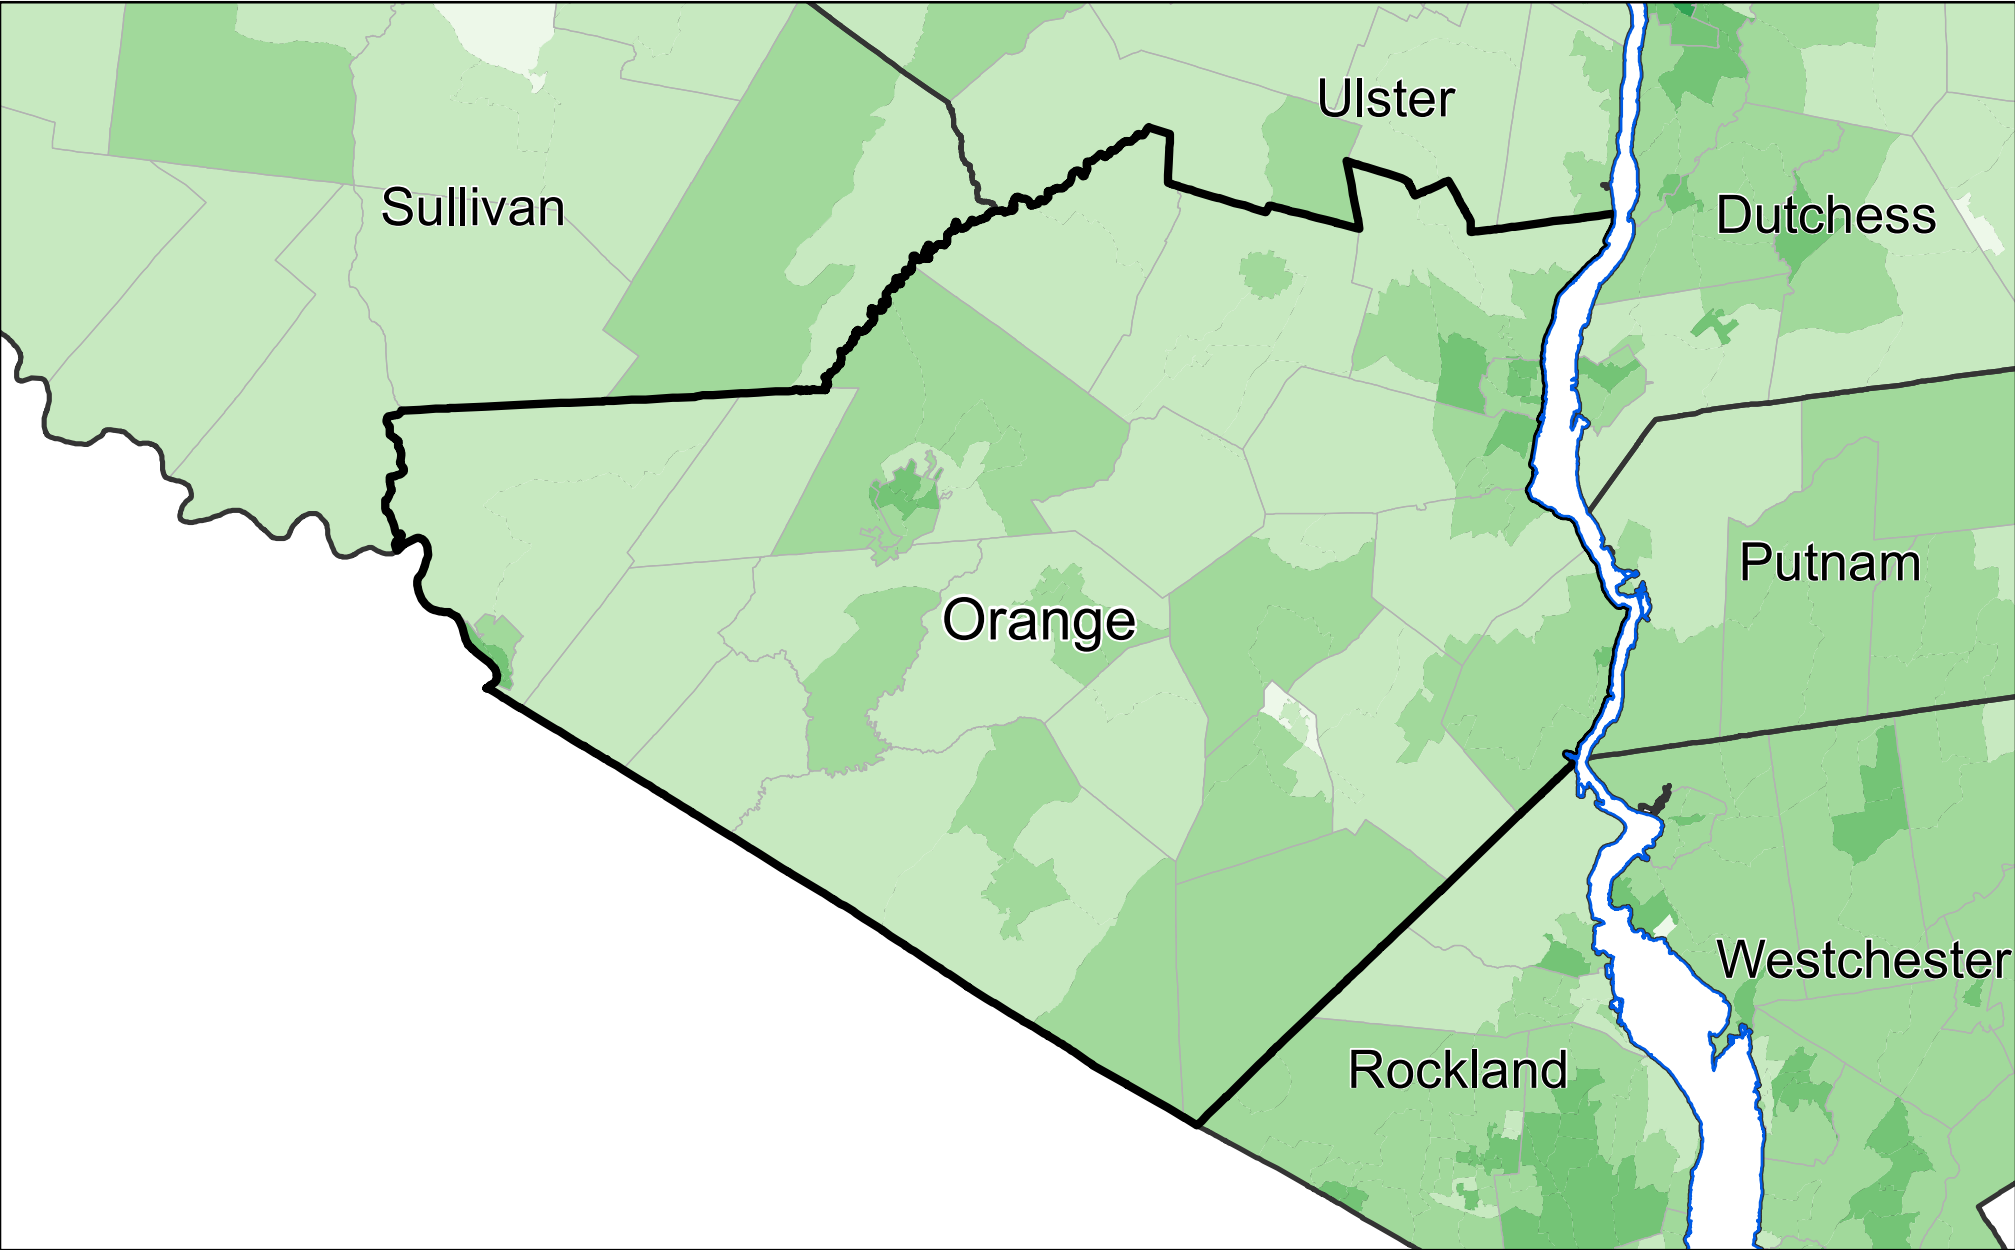 Ulster
Sullivan
Dutchess
Putnam
Orange
Westchester
Rockland